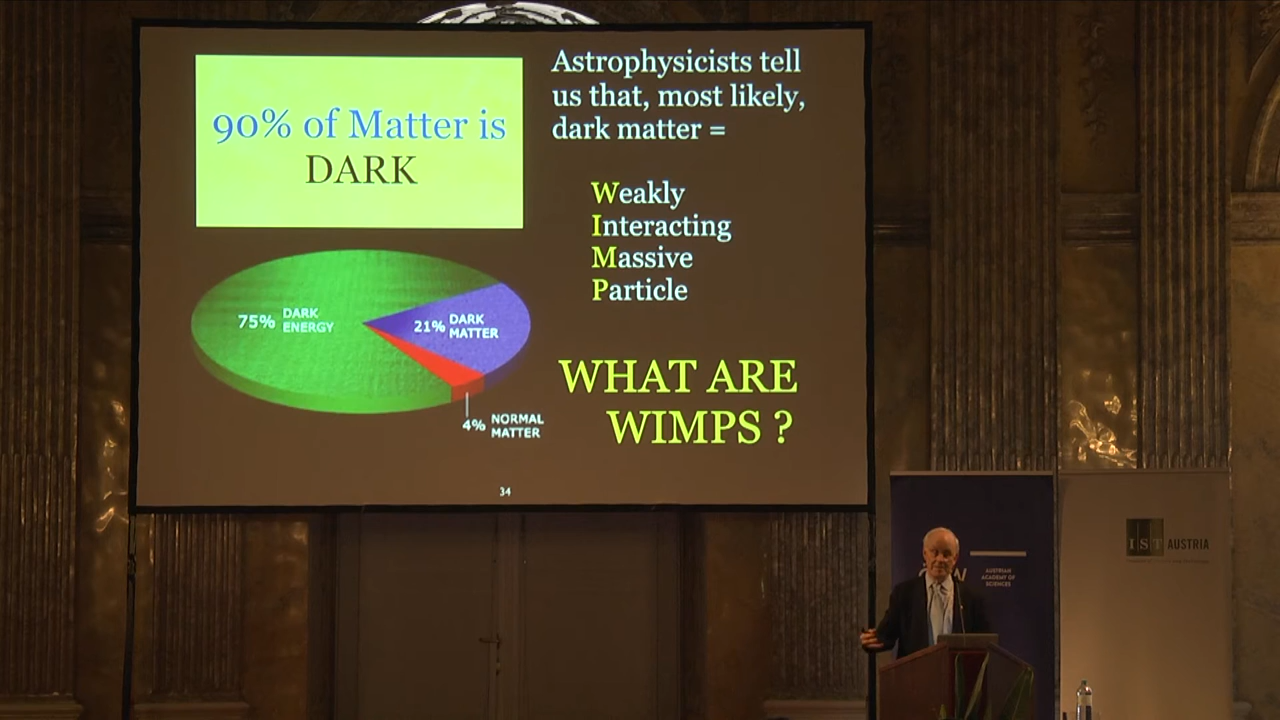 90% of Matter is
DARK
Astrophysicists tell
us that, most likely,
dark matter =
Weakly
Interacting
Massive
Particle
75% DARK
ENERGY
21% DARK
MATTER
4% NORMAL
MATTER
WHAT ARE
WIMPS ?
34
AUSTRIAN
ACADEMY OF
SCIENCES
IST AUSTRIA